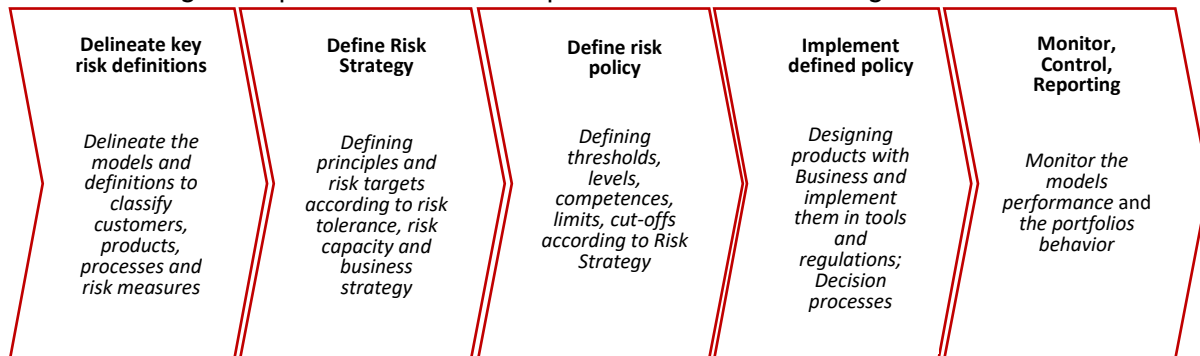 Delineate key
risk definitions
Delineate the
models and
definitions to
classify
customers,
products,
processes and
risk measures
Define Risk
Strategy
Defining
principles and
risk targets
according to risk
tolerance, risk
capacity and
business
strategy
Define risk
policy
Defining
thresholds,
levels,
competences,
limits, cut-offs
according to Risk
Strategy
Implement
defined policy
Designing
products with
Business and
implement
them in tools
and
regulations;
Decision
processes
Monitor,
Control,
Reporting
Monitor the
models
performance and
the portfolios
behavior